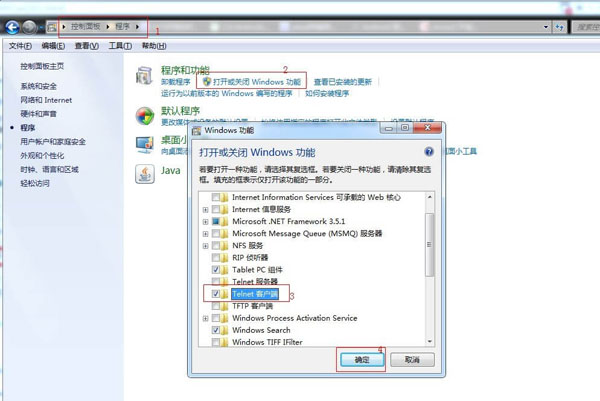 控制面板 ▸ 程序 ▸
1
文件(F) 编辑(E) 查看(V) 工具(T) 帮助(H)
控制面板主页
系统和安全
网络和 Internet
硬件和声音
程序
用户帐户和家庭安全
外观和个性化
时钟、语言和区域
轻松访问
程序和功能
2
卸载程序 打开或关闭 Windows 功能 查看已安装的更新
运行为以前版本的 Windows 编写的程序 如何安装程序
默认程序
更改媒体或设备的默认设置
桌面小
向桌面
小工具
Java
Windows 功能
打开或关闭 Windows 功能
若要打开一种功能,请选择其复选框。若要关闭一种功能,请清除其复选框。填充的框表示仅打开该功能的一部分。
Internet Information Services 可承载的 Web 核心
Internet 信息服务
Microsoft .NET Framework 3.5.1
Microsoft Message Queue (MSMQ) 服务器
NFS 服务
RIP 侦听器
Tablet PC 组件
Telnet 服务器
Telnet 客户端
3
TFTP 客户端
Windows Process Activation Service
Windows Search
Windows TIFF IFilter
4
确定 取消